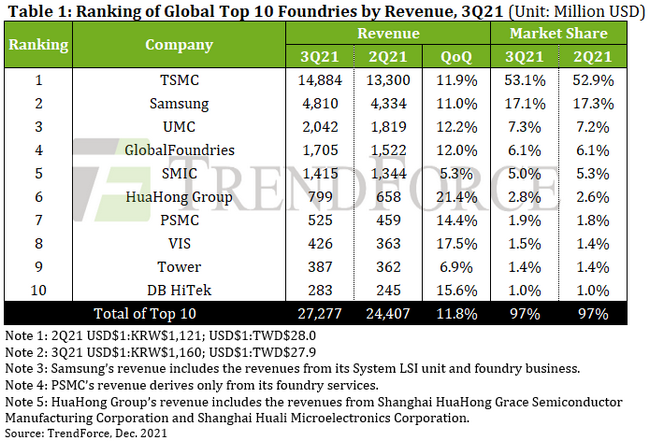 Table 1: Ranking of Global Top 10 Foundries by Revenue, 3Q21 (Unit: Million USD)
Ranking Company Revenue Market Share
3Q21 2Q21 QoQ 3Q21 2Q21
1 TSMC 14,884 13,300 11.9% 53.1% 52.9%
2 Samsung 4,810 4,334 11.0% 17.1% 17.3%
3 UMC 2,042 1,819 12.2% 7.3% 7.2%
4 GlobalFoundries 1,705 1,522 12.0% 6.1% 6.1%
5 SMIC 1,415 1,344 5.3% 5.0% 5.3%
6 HuaHong Group 799 658 21.4% 2.8% 2.6%
7 PSMC 525 459 14.4% 1.9% 1.8%
8 VIS 426 363 17.5% 1.5% 1.4%
9 Tower 387 362 6.9% 1.4% 1.4%
10 DB HiTek 283 245 15.6% 1.0% 1.0%
Total of Top 10 27,277 24,407 11.8% 97% 97%
TRENDFORCE
Note 1: 2Q21 USD$1:KRW$1,121; USD$1:TWD$28.0
Note 2: 3Q21 USD$1:KRW$1,160; USD$1:TWD$27.9
Note 3: Samsung's revenue includes the revenues from its System LSI unit and foundry business.
Note 4: PSMC's revenue derives only from its foundry services.
Note 5: HuaHong Group's revenue includes the revenues from Shanghai HuaHong Grace Semiconductor
Manufacturing Corporation and Shanghai Huali Microelectronics Corporation.
Source: TrendForce, Dec. 2021